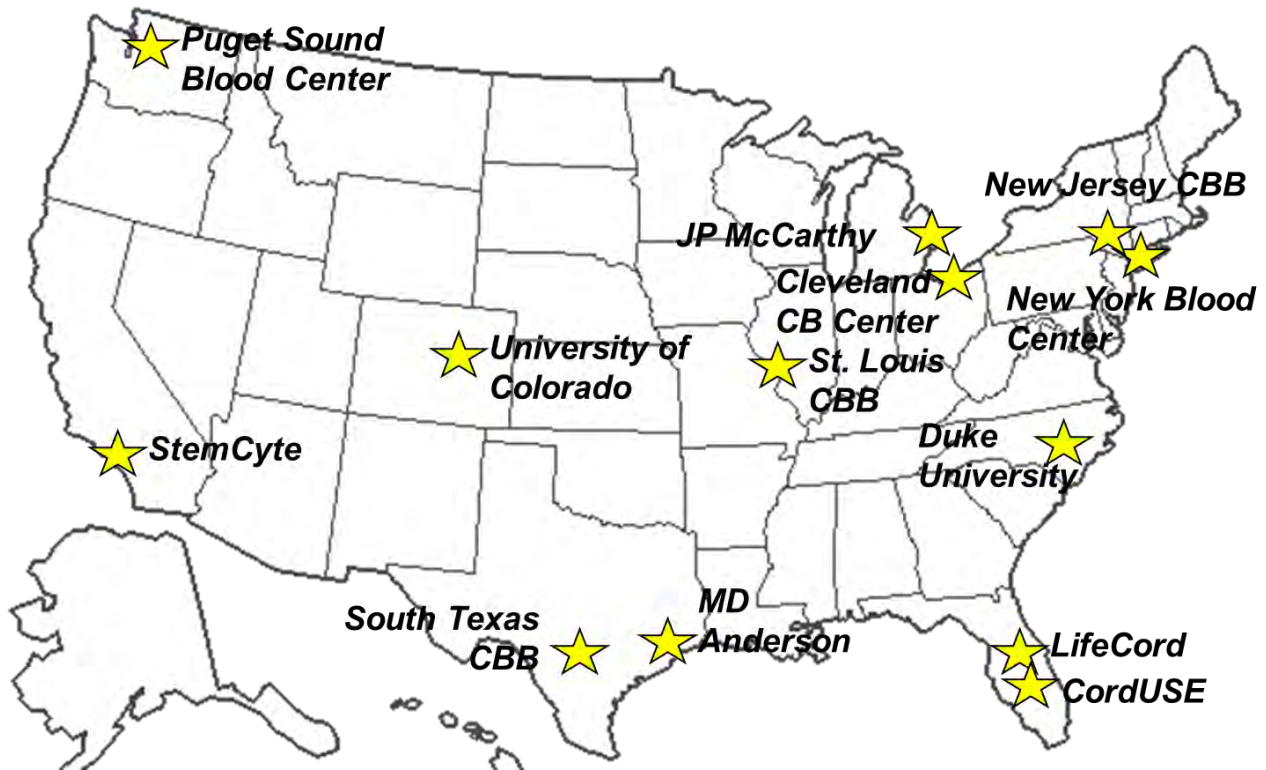 Puget Sound
Blood Center
New Jersey CBB
JP McCarthy
Cleveland
CB Center
New York Blood
Center
University of
Colorado
St. Louis
CBB
StemCyte
Duke
University
MD
Anderson
South Texas
CBB
LifeCord
CordUSE